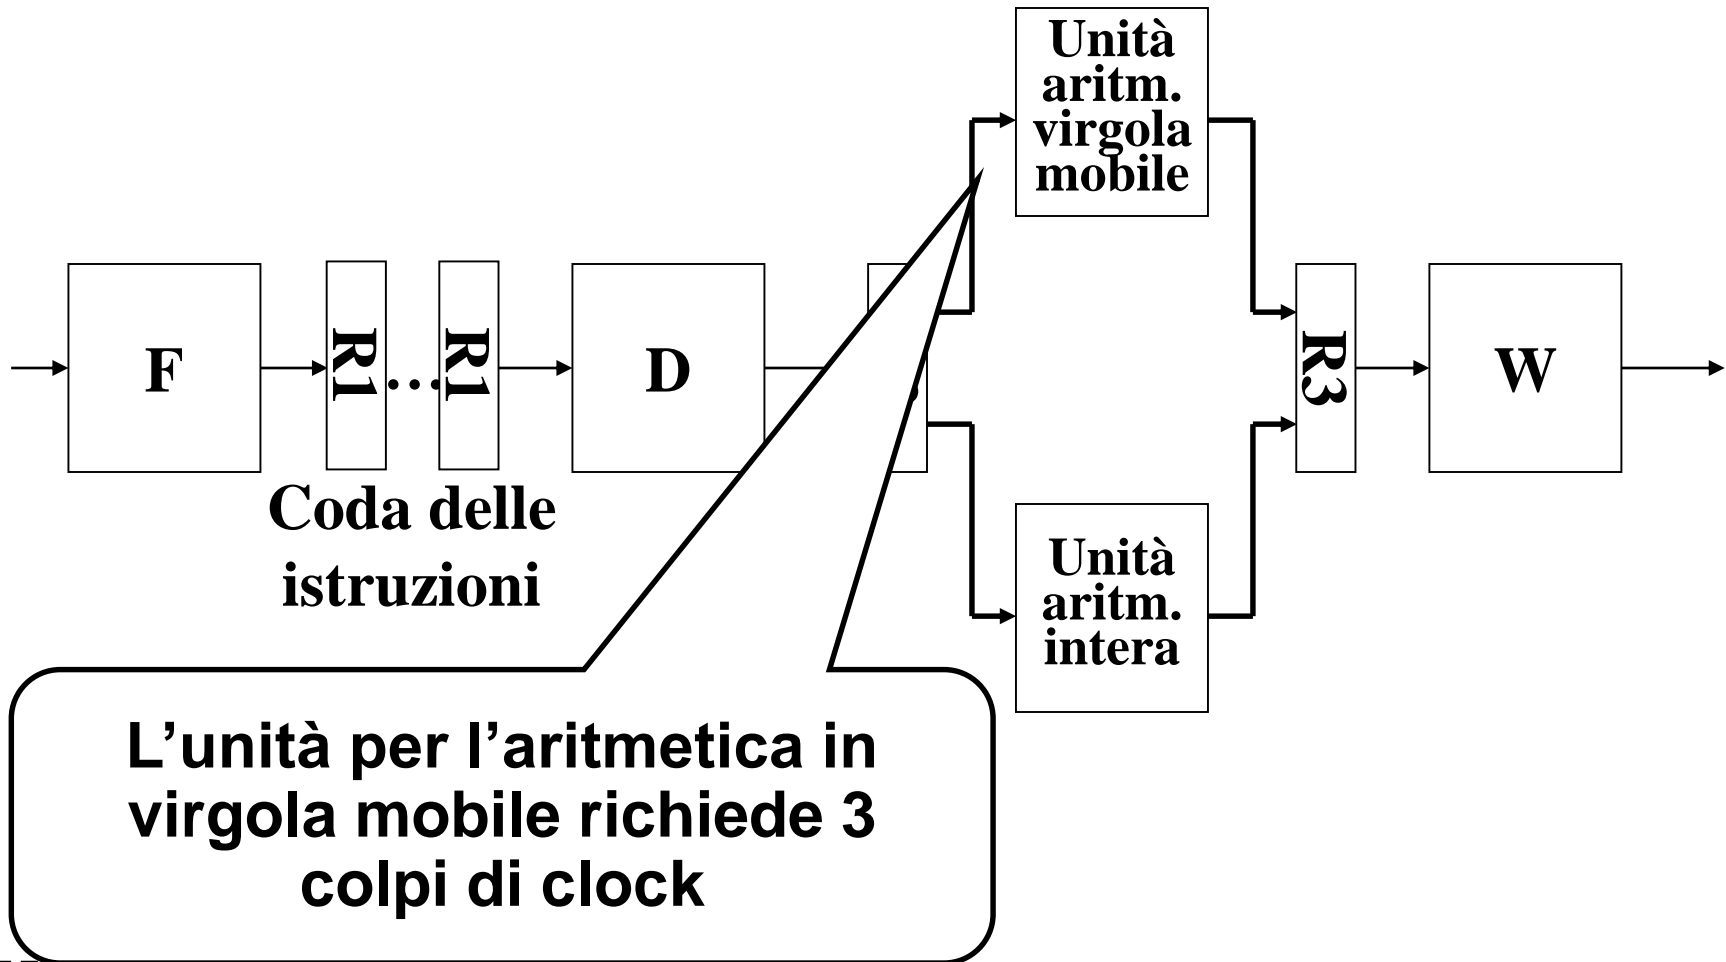 Unità
aritm.
virgola
mobile
F
R1
...
R1
D
R3
W
Coda delle
istruzioni
Unità
aritm.
intera
L’unità per l’aritmetica in
virgola mobile richiede 3
colpi di clock